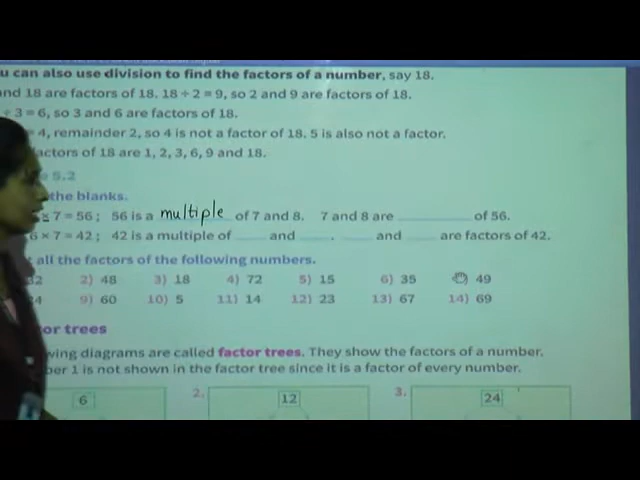 u can also use division to find the factors of a number, say 18.
and 18 are factors of 18. 18 ÷ 2 = 9, so 2 and 9 are factors of 18.
÷ 3 = 6, so 3 and 6 are factors of 18.
= 4, remainder 2, so 4 is not a factor of 18. 5 is also not a factor.
actors of 18 are 1, 2, 3, 6, 9 and 18.
5.2
the blanks.
× 7 = 56; 56 is a multiple of 7 and 8. 7 and 8 are ________ of 56.
6 × 7 = 42; 42 is a multiple of ____ and ____. ____ and ____ are factors of 42.
all the factors of the following numbers.
32 2) 48 3) 18 4) 72 5) 15 6) 35 49
9) 60 10) 5 11) 14 12) 23 13) 67 14) 69
or trees
wing diagrams are called factor trees. They show the factors of a number.
ber 1 is not shown in the factor tree since it is a factor of every number.
6 2. 12 3. 24